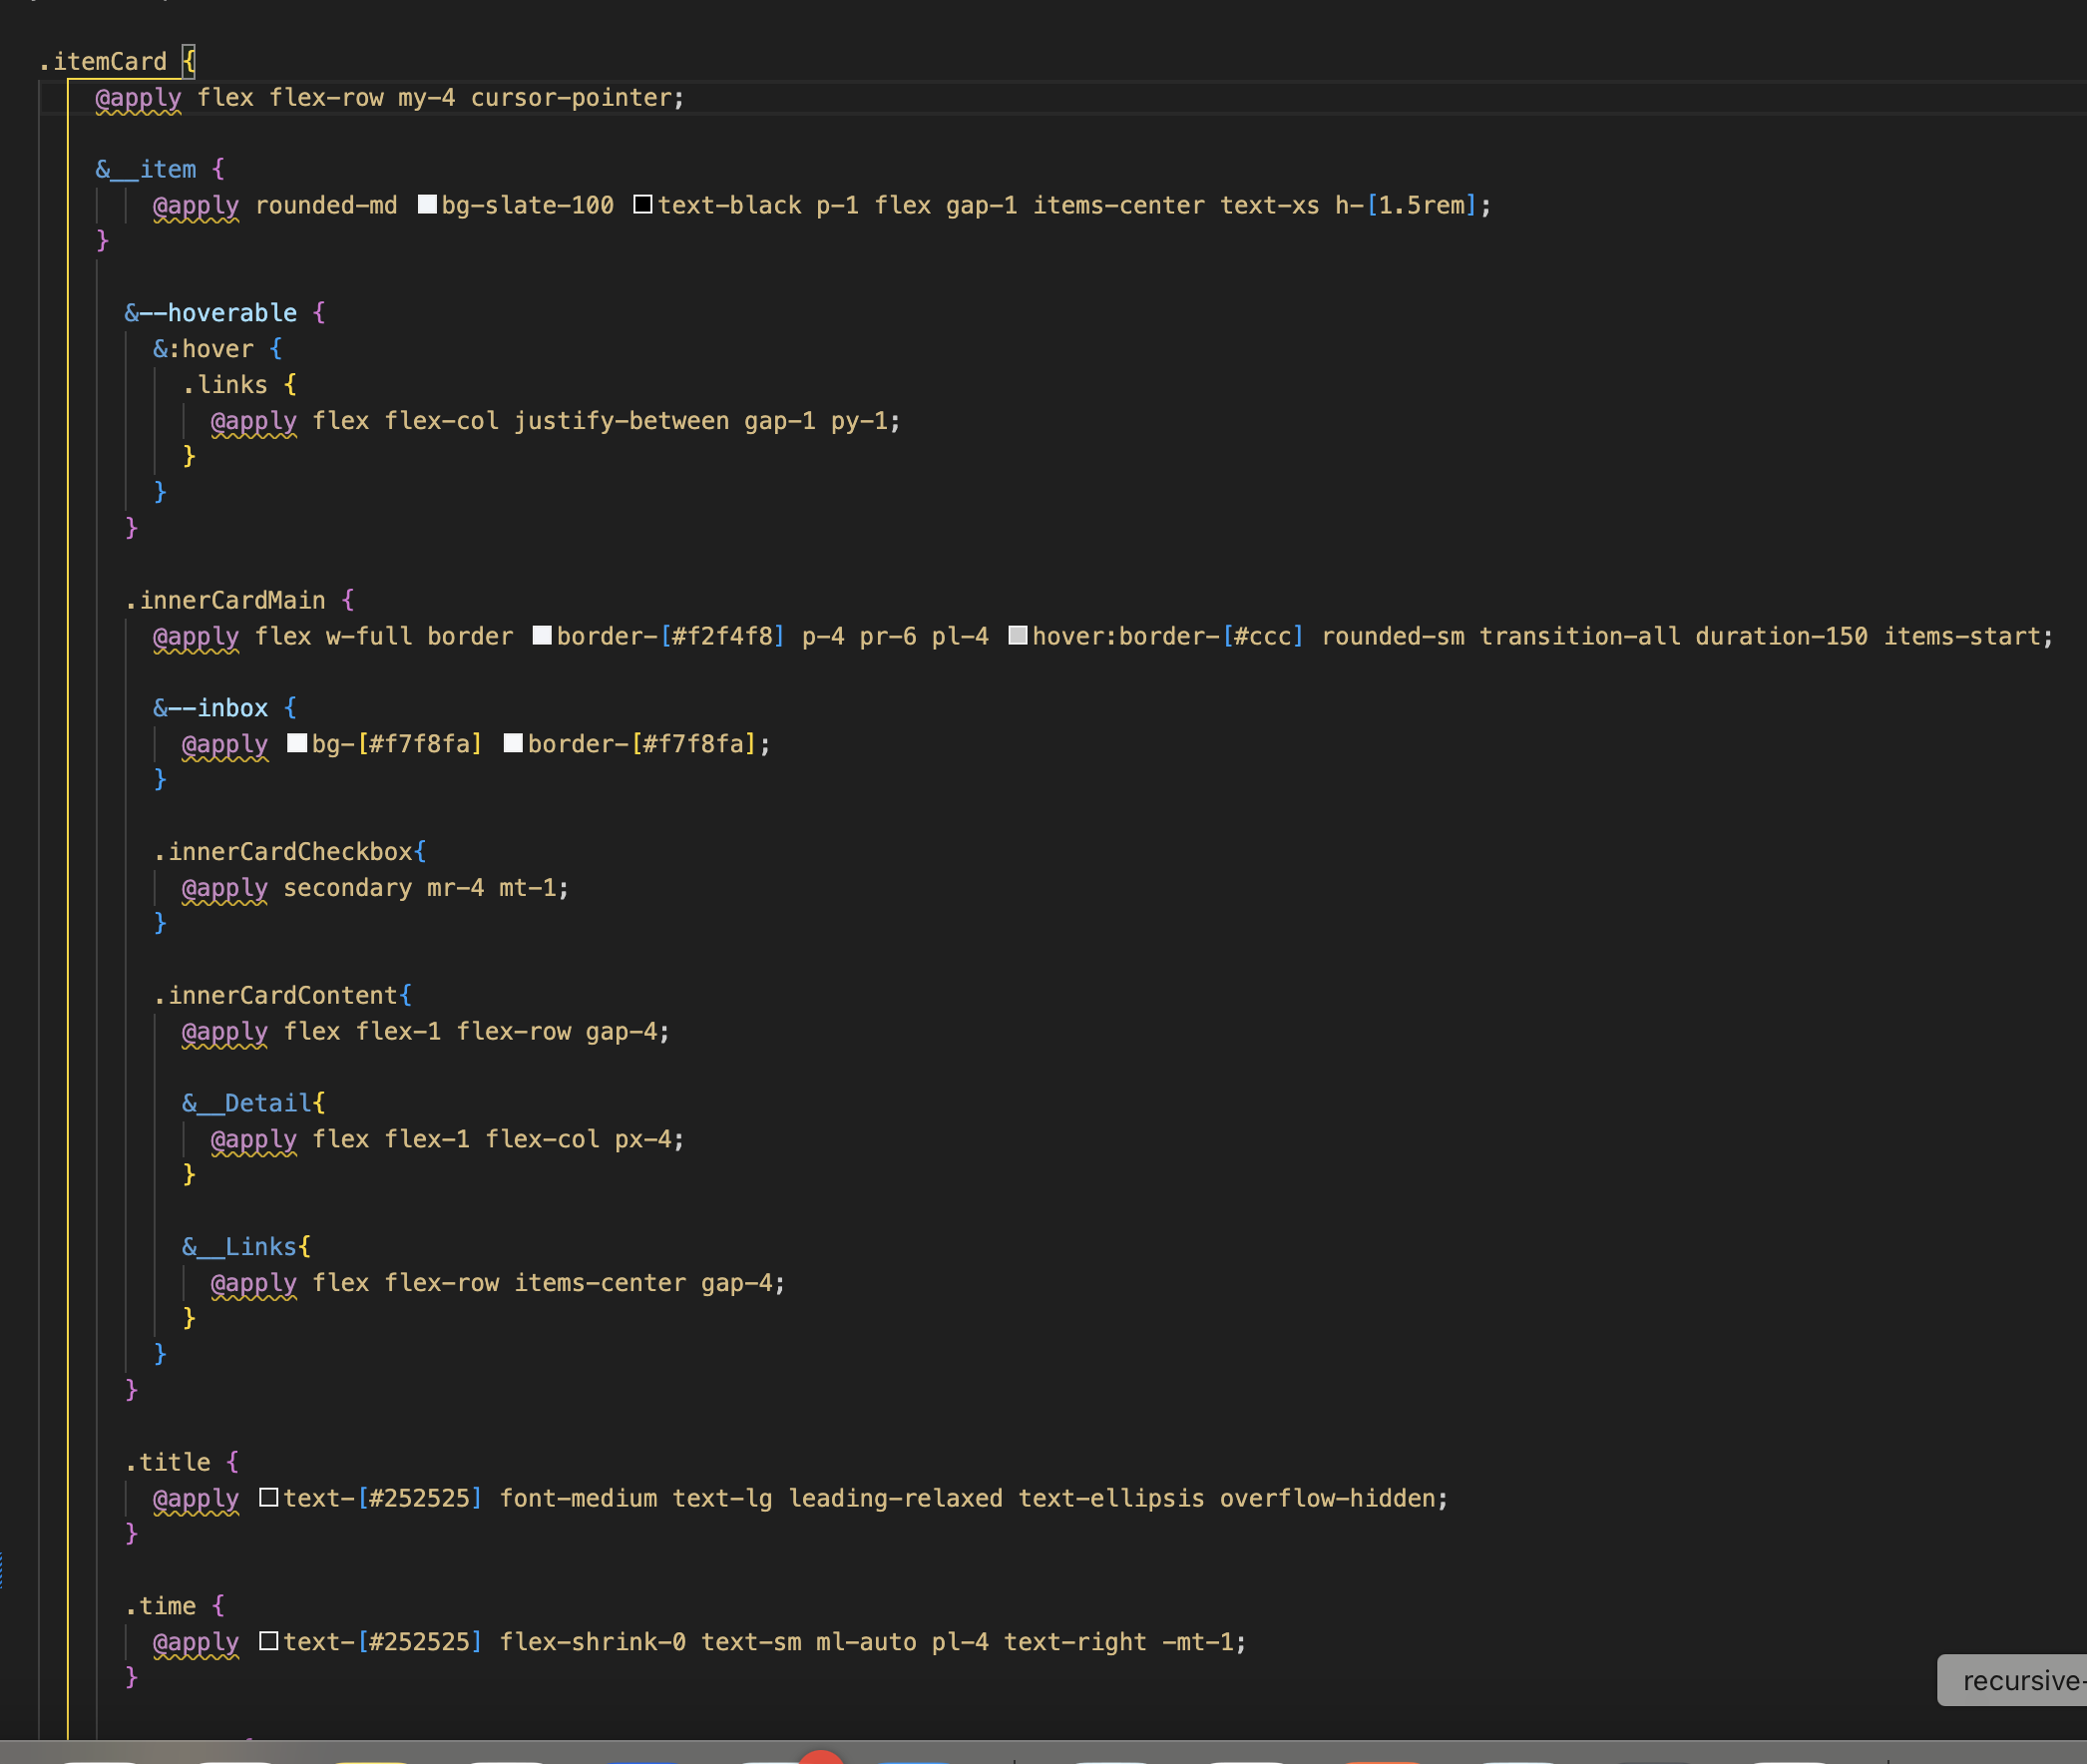 .itemCard {
@apply flex flex-row my-4 cursor-pointer;
&__item {
@apply rounded-md bg-slate-100 text-black p-1 flex gap-1 items-center text-xs h-[1.5rem];
}
&--hoverable {
&:hover {
.links {
@apply flex flex-col justify-between gap-1 py-1;
}
}
}
.innerCardMain {
@apply flex w-full border border-[#f2f4f8] p-4 pr-6 pl-4 hover:border-[#ccc] rounded-sm transition-all duration-150 items-start;
&--inbox {
@apply bg-[#f7f8fa] border-[#f7f8fa];
}
.innerCardCheckbox{
@apply secondary mr-4 mt-1;
}
.innerCardContent{
@apply flex flex-1 flex-row gap-4;
&__Detail{
@apply flex flex-1 flex-col px-4;
}
&__Links{
@apply flex flex-row items-center gap-4;
}
}
}
.title {
@apply text-[#252525] font-medium text-lg leading-relaxed text-ellipsis overflow-hidden;
}
.time {
@apply text-[#252525] flex-shrink-0 text-sm ml-auto pl-4 text-right -mt-1;
}
recursive-